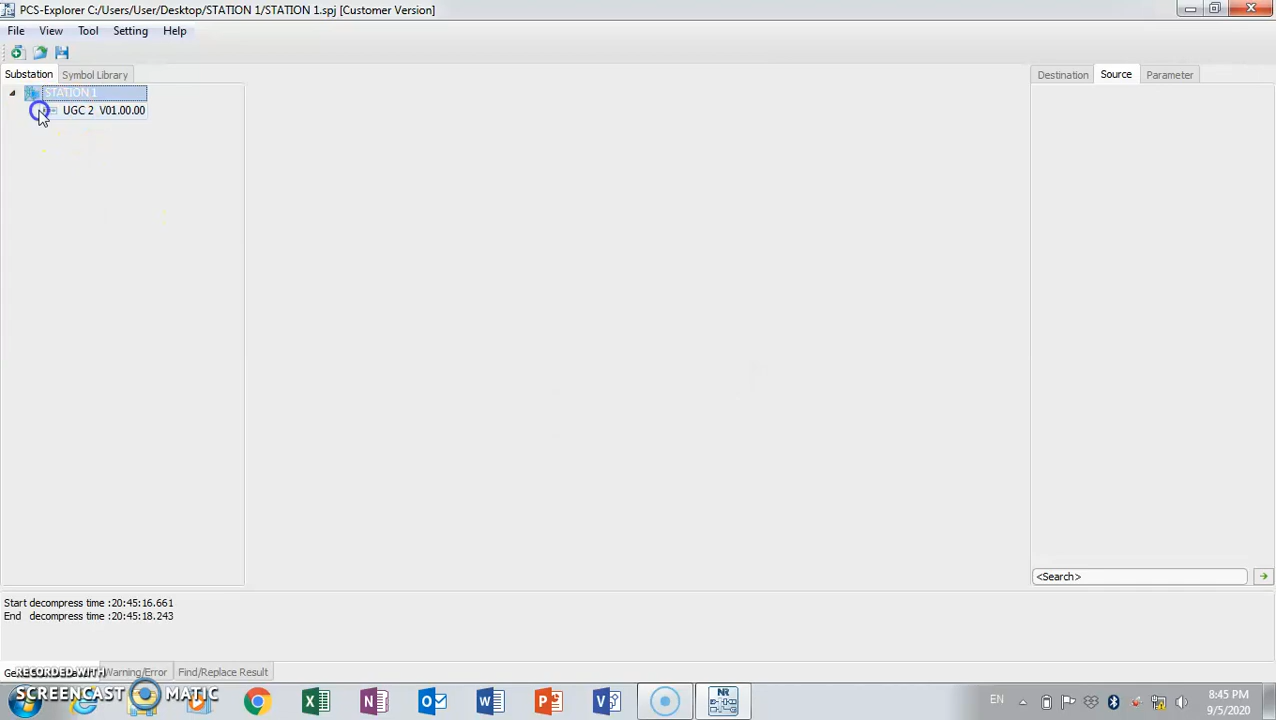 PCS-Explorer C:/Users/User/Desktop/STATION 1/STATION 1.spj [Customer Version]
File View Tool Setting Help
Substation Symbol Library Destination Source Parameter
STATION 1
UGC 2 V01.00.00
<Search>
Start decompress time :20:45:16.661
End decompress time :20:45:18.243
Warning/Error Find/Replace Result
RECORDED WITH
SCREENCAST MATIC
NR
EN
8:45 PM
9/5/2020